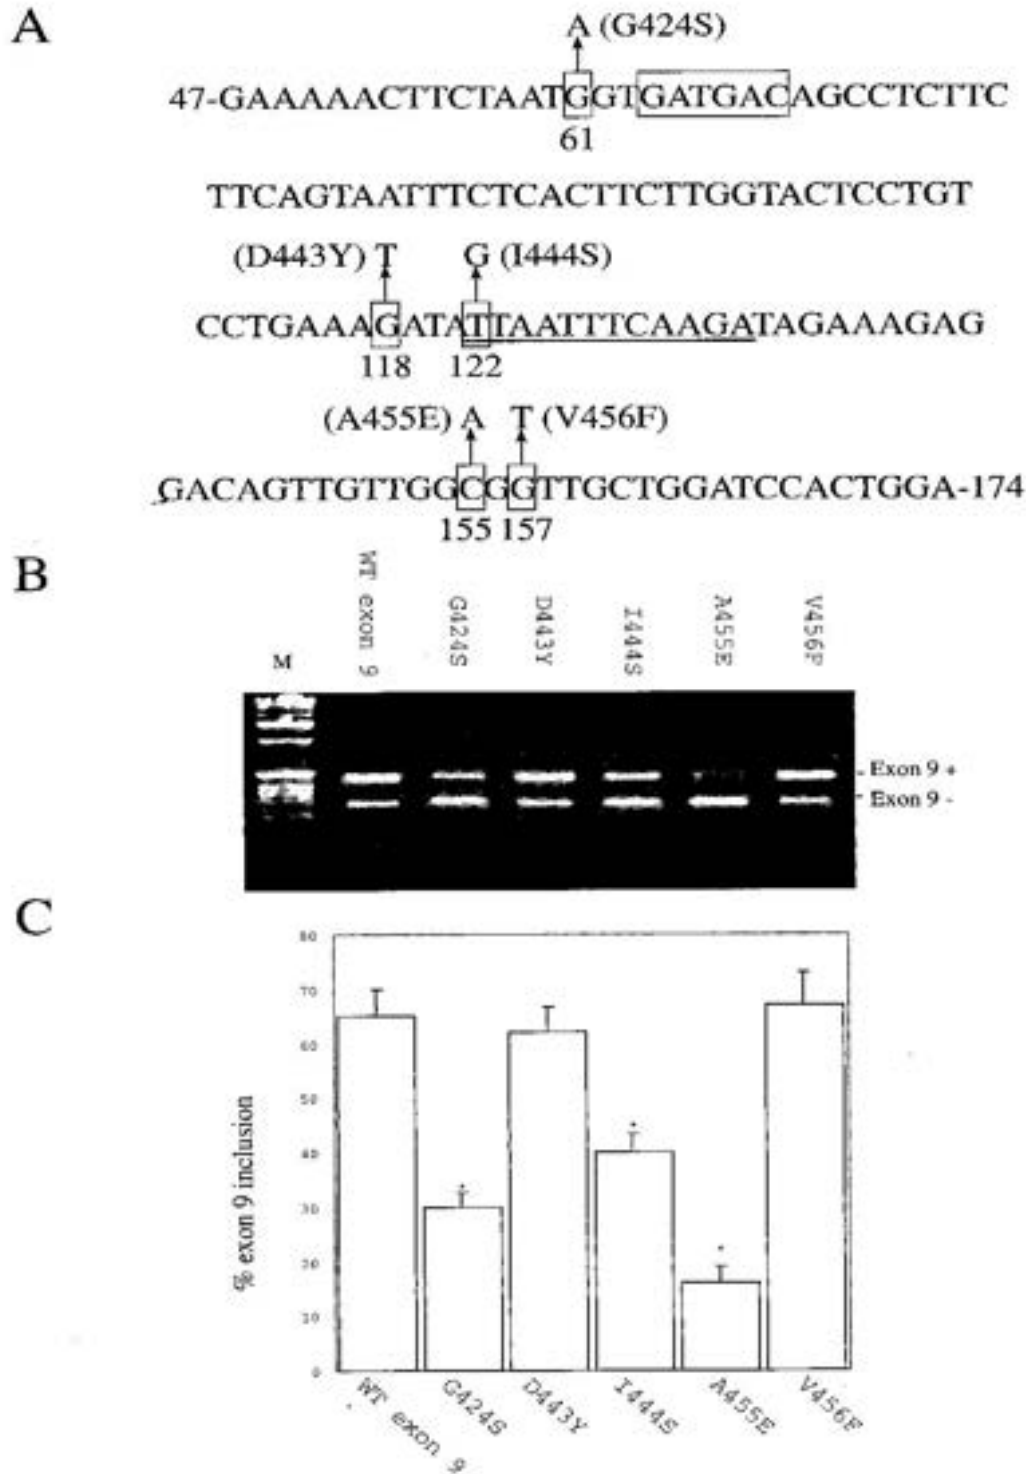 A
A (G424S)
47-GAAAAACTTCTAATGGTGATGACAGCCTCTTC
61
TTCAGTAATTTCTCACTTCTTGGTACTCCTGT
(D443Y) T G (I444S)
CCTGAAAGATATTAATTTCAAGATAGAAAGAG
118 122
(A455E) A T (V456F)
GACAGTTGTTGGCGGTTGCTGGATCCACTGGA-174
155 157
B
M WT exon 9 G424S D443Y I444S A455E V456F
Exon 9 +
Exon 9 -
C
% exon 9 inclusion
80
70
60
50
40
30
20
10
0
WT exon 9 G424S D443Y I444S A455E V456F